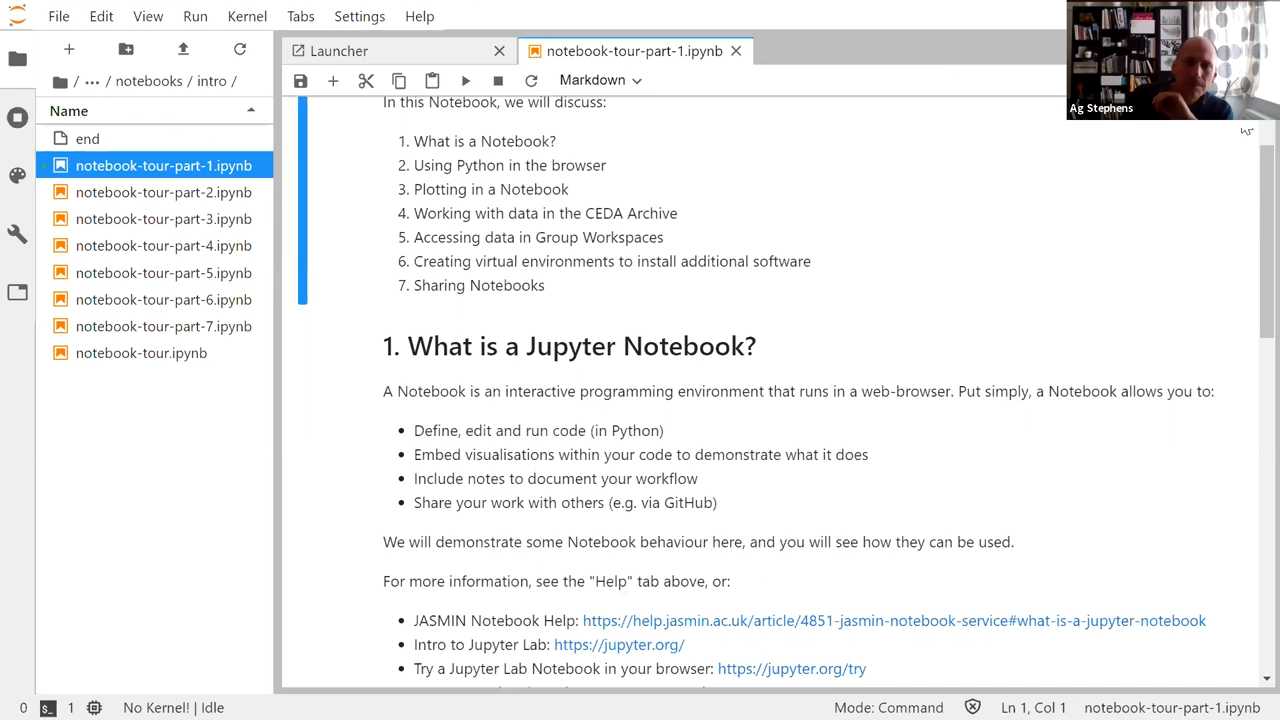 File Edit View Run Kernel Tabs Settings Help
Launcher
notebook-tour-part-1.ipynb
/ ... / notebooks / intro /
Markdown
Name
end
notebook-tour-part-1.ipynb
notebook-tour-part-2.ipynb
notebook-tour-part-3.ipynb
notebook-tour-part-4.ipynb
notebook-tour-part-5.ipynb
notebook-tour-part-6.ipynb
notebook-tour-part-7.ipynb
notebook-tour.ipynb
Ag Stephens
In this Notebook, we will discuss:
1. What is a Notebook?
2. Using Python in the browser
3. Plotting in a Notebook
4. Working with data in the CEDA Archive
5. Accessing data in Group Workspaces
6. Creating virtual environments to install additional software
7. Sharing Notebooks
1. What is a Jupyter Notebook?
A Notebook is an interactive programming environment that runs in a web-browser. Put simply, a Notebook allows you to:
• Define, edit and run code (in Python)
• Embed visualisations within your code to demonstrate what it does
• Include notes to document your workflow
• Share your work with others (e.g. via GitHub)
We will demonstrate some Notebook behaviour here, and you will see how they can be used.
For more information, see the "Help" tab above, or:
• JASMIN Notebook Help: https://help.jasmin.ac.uk/article/4851-jasmin-notebook-service#what-is-a-jupyter-notebook
• Intro to Jupyter Lab: https://jupyter.org/
• Try a Jupyter Lab Notebook in your browser: https://jupyter.org/try
0 1 No Kernel! | Idle Mode: Command Ln 1, Col 1 notebook-tour-part-1.ipynb